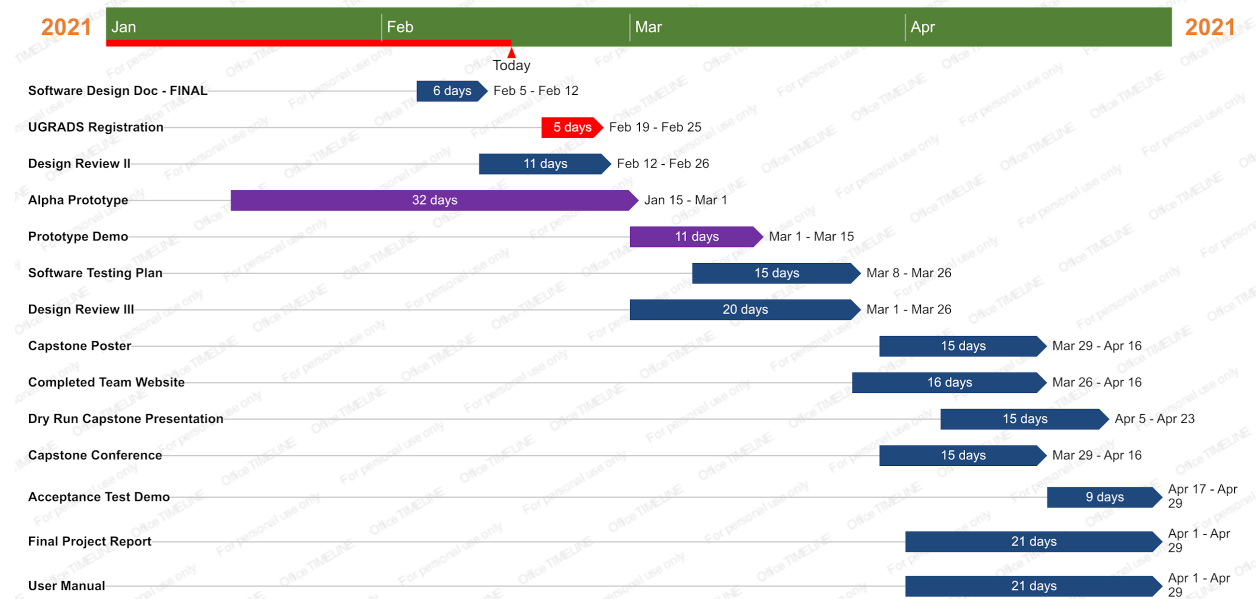 2021 Jan Feb Mar Apr 2021
Today
Software Design Doc - FINAL 6 days Feb 5 - Feb 12
UGRADS Registration 5 days Feb 19 - Feb 25
Design Review II 11 days Feb 12 - Feb 26
Alpha Prototype 32 days Jan 15 - Mar 1
Prototype Demo 11 days Mar 1 - Mar 15
Software Testing Plan 15 days Mar 8 - Mar 26
Design Review III 20 days Mar 1 - Mar 26
Capstone Poster 15 days Mar 29 - Apr 16
Completed Team Website 16 days Mar 26 - Apr 16
Dry Run Capstone Presentation 15 days Apr 5 - Apr 23
Capstone Conference 15 days Mar 29 - Apr 16
Acceptance Test Demo 9 days Apr 17 - Apr
29
Final Project Report 21 days Apr 1 - Apr
29
User Manual 21 days Apr 1 - Apr
29
Office TIMELINE
For personal use only